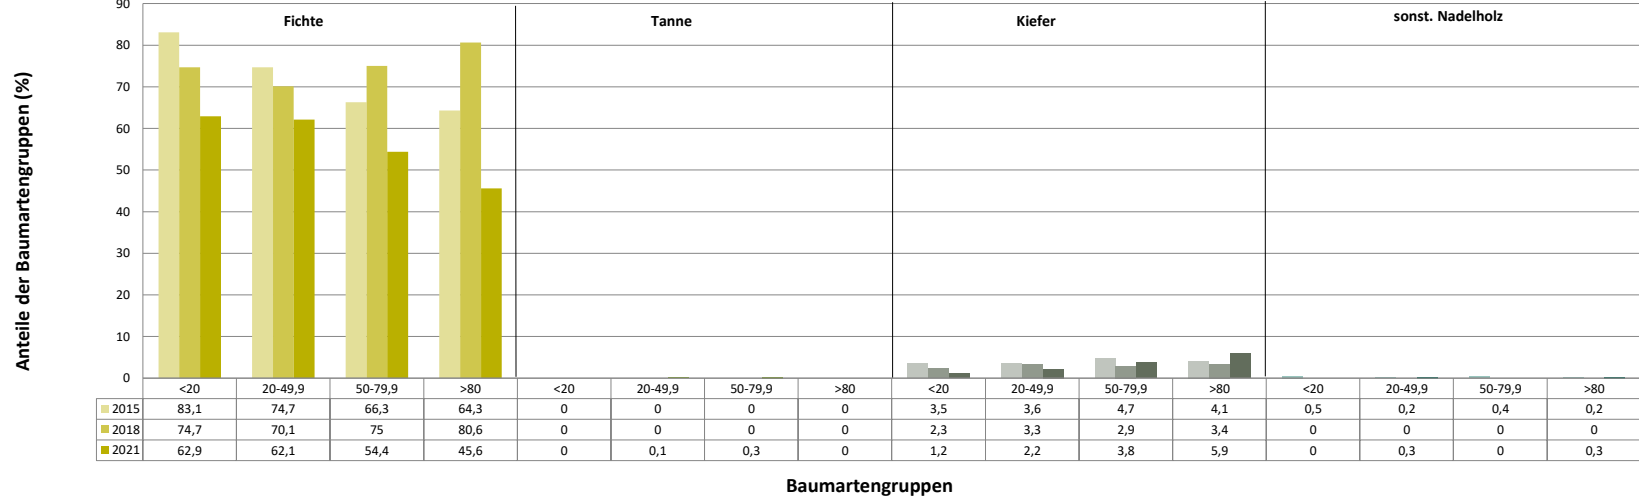 90
Fichte Tanne Kiefer sonst. Nadelholz
80
70
60
50
40
30
20
10
0
Anteile der Baumartengruppen (%)
<20 20-49,9 50-79,9 >80 <20 20-49,9 50-79,9 >80 <20 20-49,9 50-79,9 >80 <20 20-49,9 50-79,9 >80
2015 83,1 74,7 66,3 64,3 0 0 0 0 3,5 3,6 4,7 4,1 0,5 0,2 0,4 0,2
2018 74,7 70,1 75 80,6 0 0 0 0 2,3 3,3 2,9 3,4 0 0 0 0
2021 62,9 62,1 54,4 45,6 0 0,1 0,3 0 1,2 2,2 3,8 5,9 0 0,3 0 0,3
Baumartengruppen